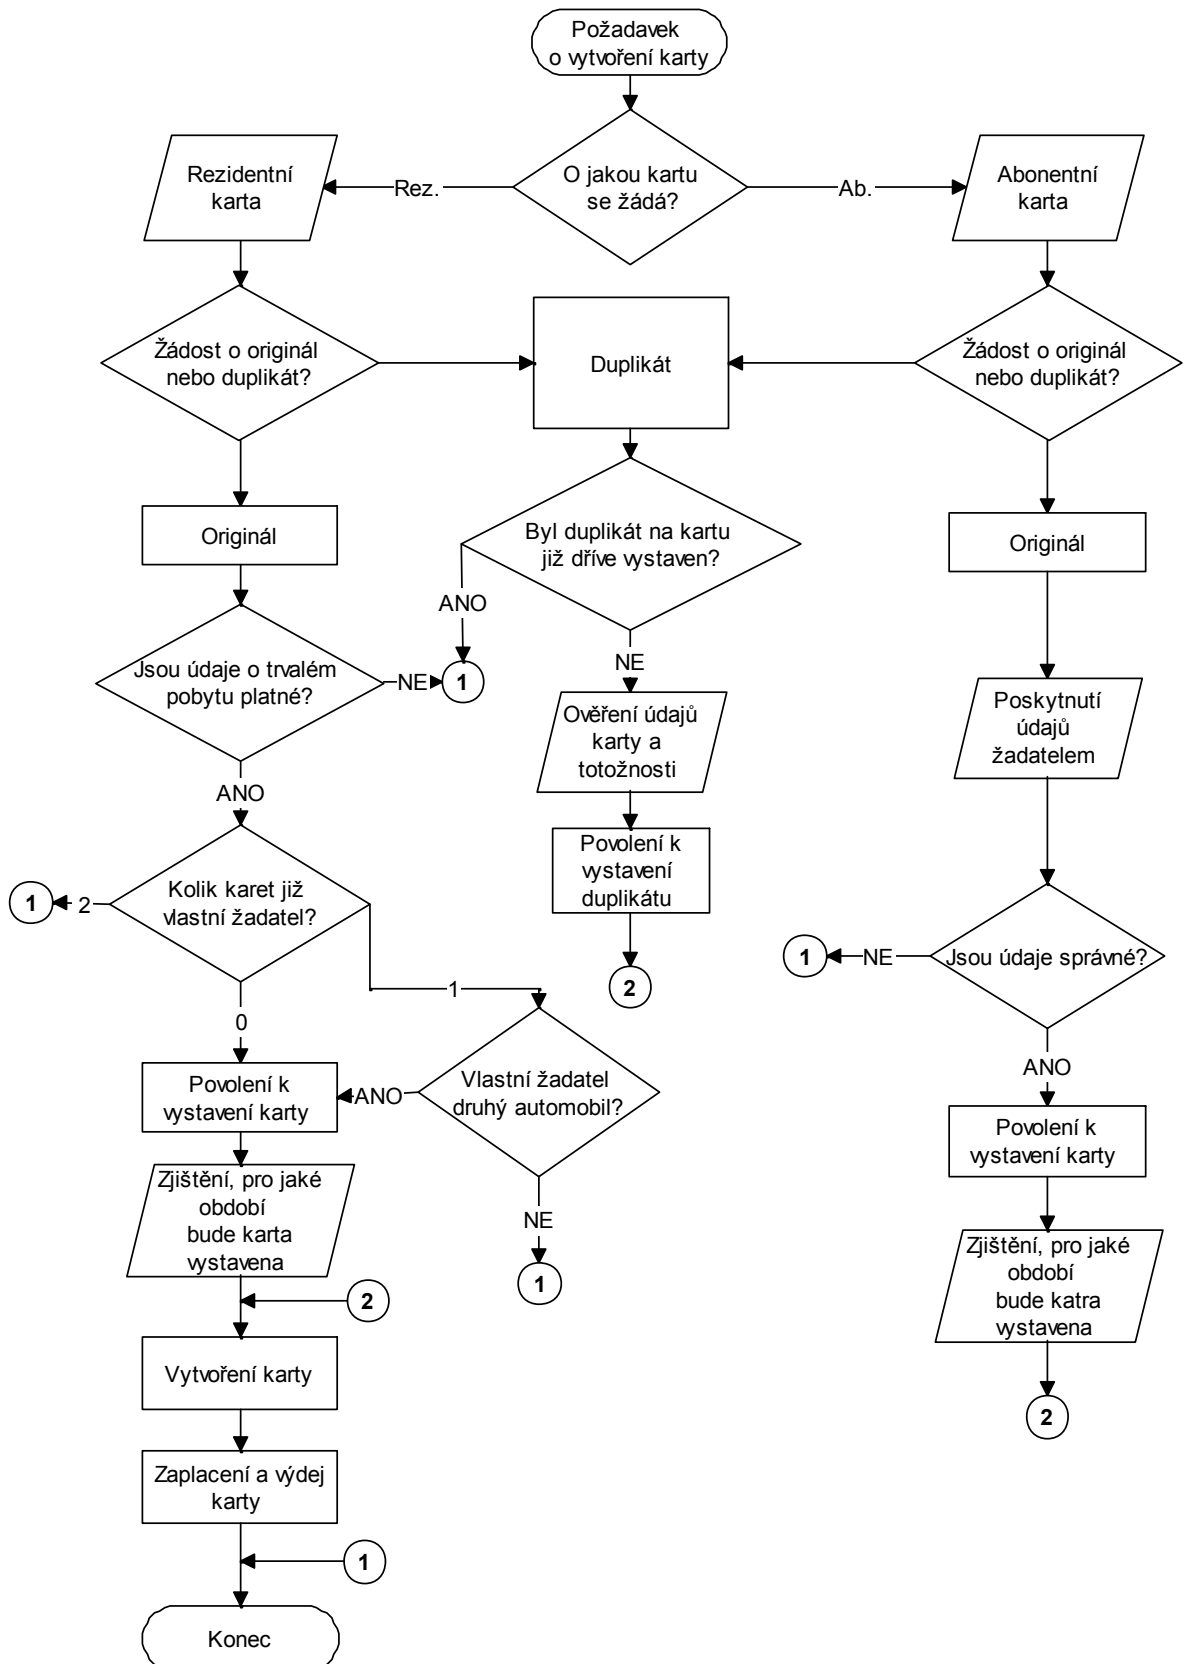 Požadavek
o vytvoření karty
O jakou kartu
se žádá?
Rez.
Ab.
Rezidentní
karta
Abonentní
karta
Žádost o originál
nebo duplikát?
Duplikát
Žádost o originál
nebo duplikát?
Originál
Byl duplikát na kartu
již dříve vystaven?
Originál
ANO
NE
Jsou údaje o trvalém
pobytu platné?
NE
1
Ověření údajů
karty a
totožnosti
Poskytnutí
údajů
žadatelem
ANO
Povolení k
vystavení
duplikátu
2
Kolik karet již
vlastní žadatel?
2
1
0
1
Jsou údaje správné?
NE
1
ANO
Vlastní žadatel
druhý automobil?
ANO
NE
1
Povolení k
vystavení karty
Povolení k
vystavení karty
Zjištění, pro jaké
období
bude karta
vystavena
Zjištění, pro jaké
období
bude katra
vystavena
2
2
Vytvoření karty
Zaplacení a výdej
karty
1
Konec